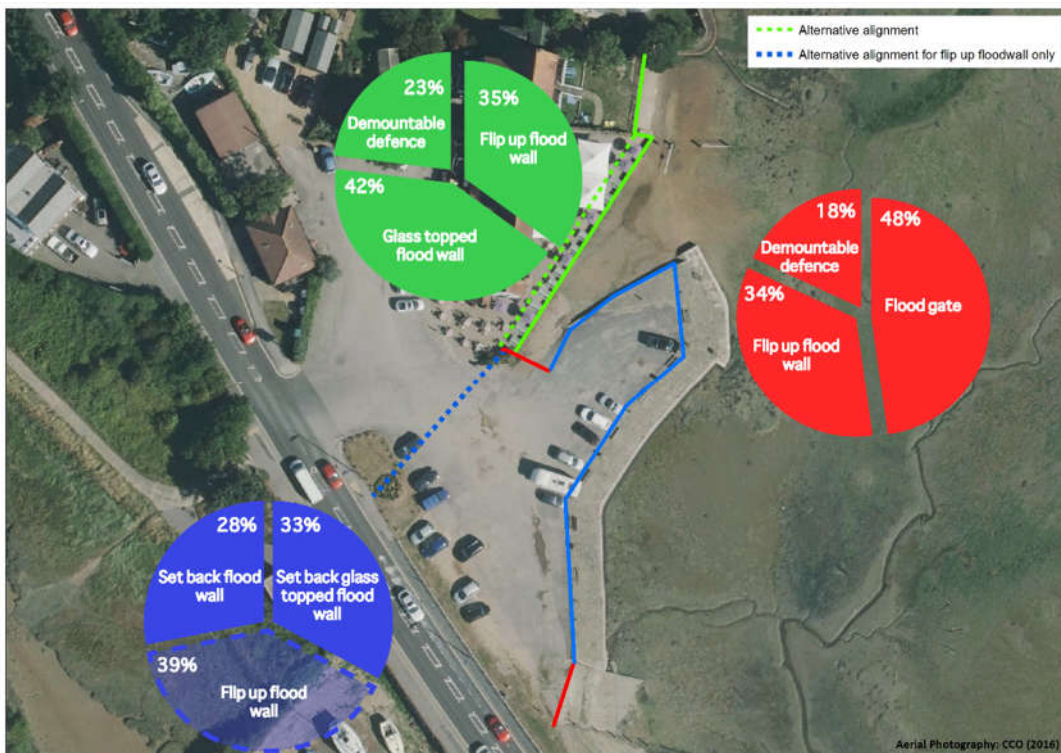 Alternative alignment
Alternative alignment for flip up floodwall only
23%
Demountable
defence
35%
Flip up flood
wall
42%
Glass topped
flood wall
18%
Demountable
defence
48%
Flood gate
34%
Flip up flood
wall
28%
Set back flood
wall
33%
Set back glass
topped flood
wall
39%
Flip up flood
wall
Aerial Photography: CCO (2016)